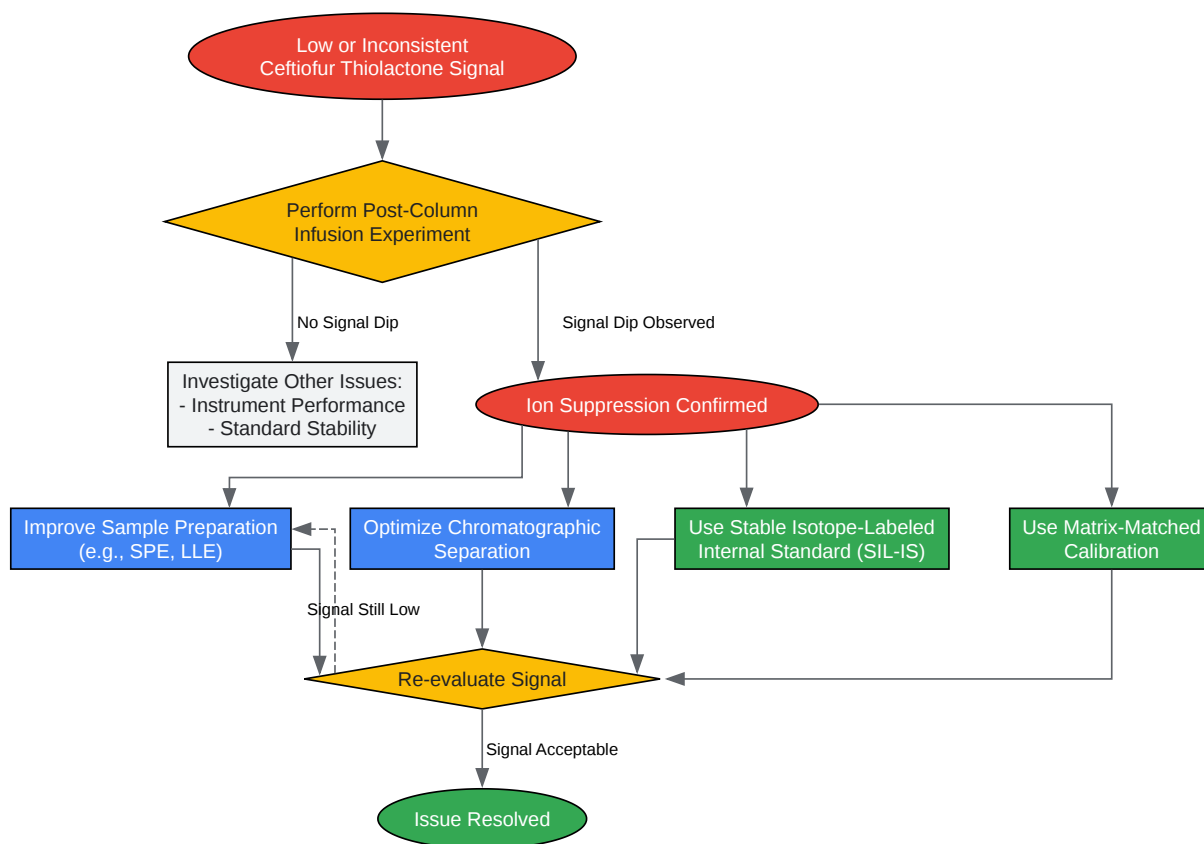 Low or Inconsistent
Ceftiofur Thiolactone Signal
Perform Post-Column
Infusion Experiment
No Signal Dip
Signal Dip Observed
Investigate Other Issues:
- Instrument Performance
- Standard Stability
Ion Suppression Confirmed
Improve Sample Preparation
(e.g., SPE, LLE)
Optimize Chromatographic
Separation
Use Stable Isotope-Labeled
Internal Standard (SIL-IS)
Use Matrix-Matched
Calibration
Signal Still Low
Re-evaluate Signal
Signal Acceptable
Issue Resolved